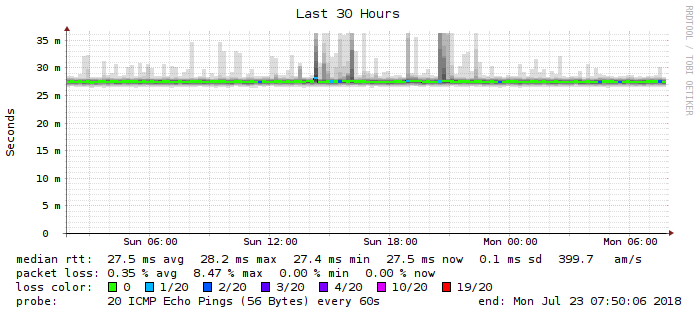 Last 30 Hours
RRDTOOL / TOBI OETIKER
Seconds
35 m
30 m
25 m
20 m
15 m
10 m
5 m
0
Sun 06:00 Sun 12:00 Sun 18:00 Mon 00:00 Mon 06:00
median rtt: 27.5 ms avg 28.2 ms max 27.4 ms min 27.5 ms now 0.1 ms sd 399.7 am/s
packet loss: 0.35 % avg 8.47 % max 0.00 % min 0.00 % now
loss color: 0 1/20 2/20 3/20 4/20 10/20 19/20
probe: 20 ICMP Echo Pings (56 Bytes) every 60s end: Mon Jul 23 07:50:06 2018